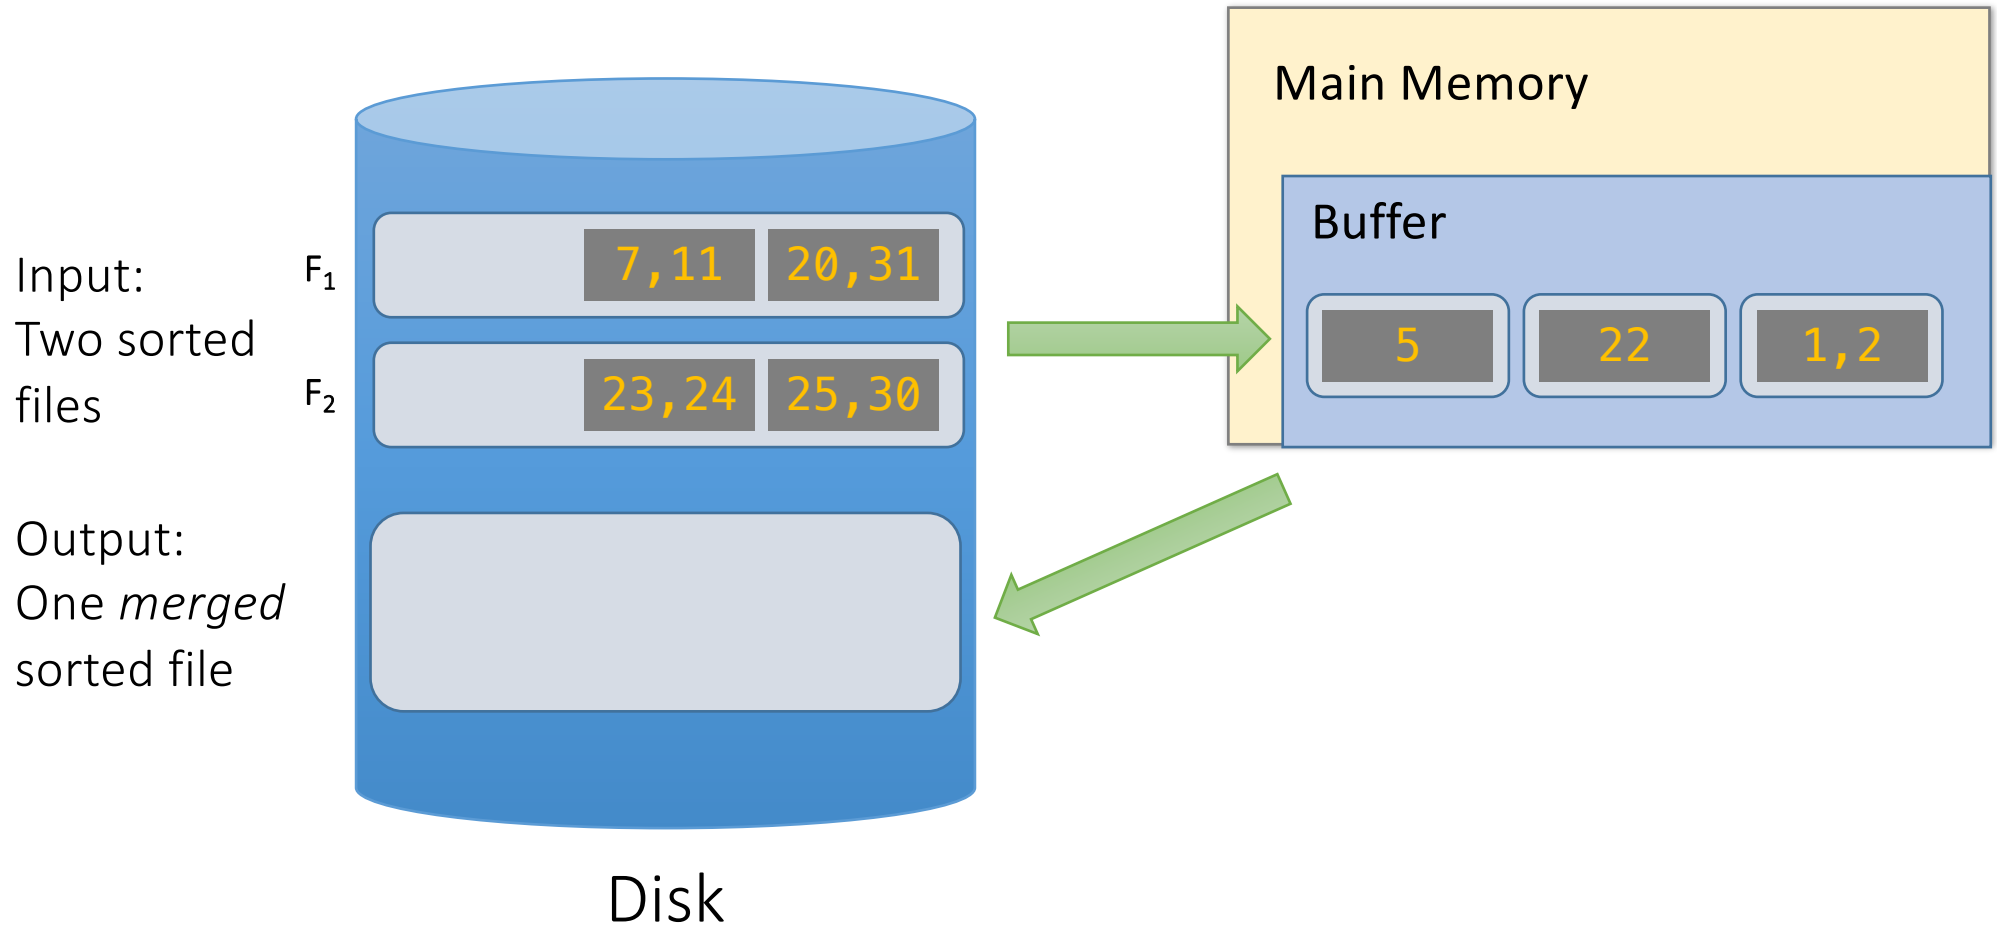 Main Memory
Buffer
Input:
Two sorted
files
F₁
7,11 20,31
F₂
23,24 25,30
5 22 1,2
Output:
One merged
sorted file
Disk